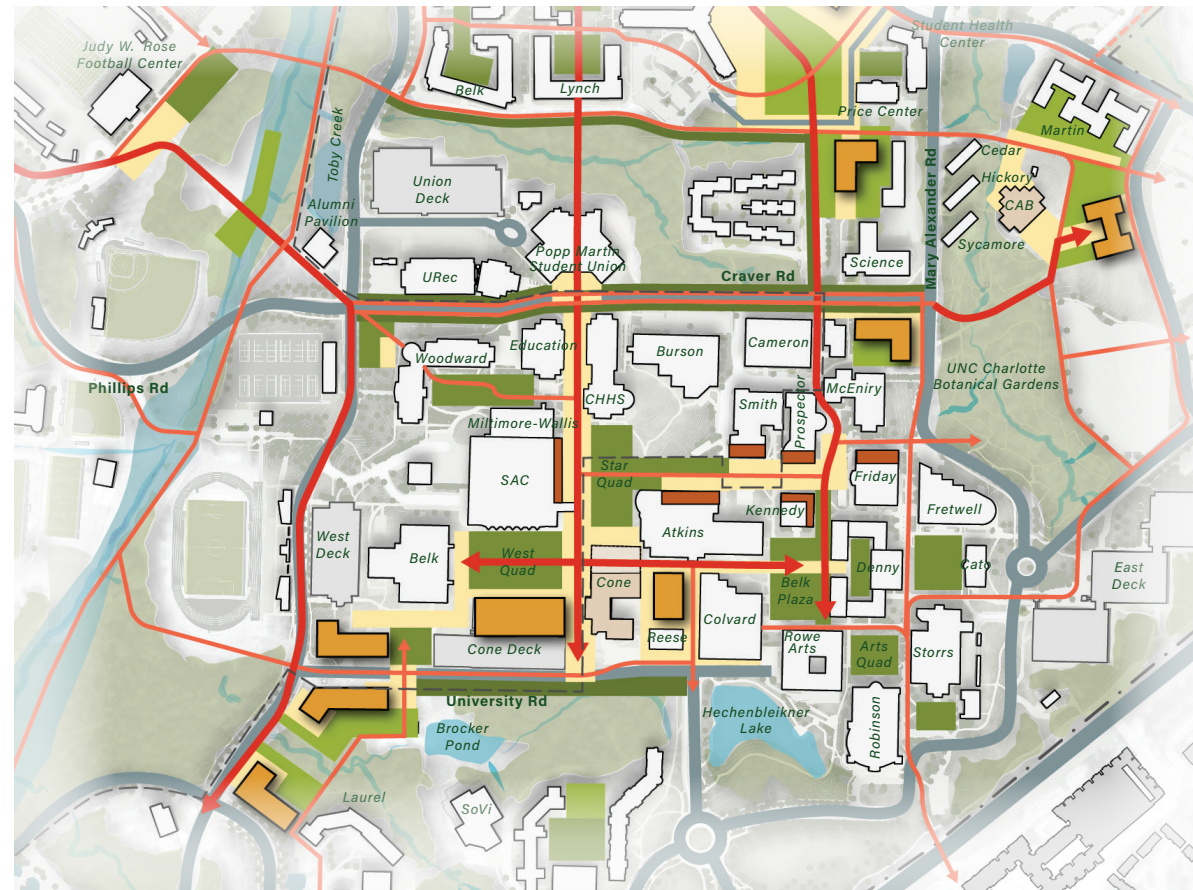 Judy W. Rose
Football Center
Student Health
Center
Belk
Lynch
Price Center
Toby Creek
Martin
Cedar
Hickory
CAB
Union
Deck
Alumni
Pavilion
Mary Alexander Rd
Popp Martin
Student Union
Sycamore
URec
Craver Rd
Science
Education
Cameron
Woodward
Burson
Phillips Rd
UNC Charlotte
Botanical Gardens
McEniry
CHHS
Smith
Prospector
Miltimore-Wallis
Star
Quad
SAC
Friday
Kennedy
Fretwell
Atkins
West
Deck
Belk
West
Quad
Cone
Belk
Plaza
Denny
Cato
East
Deck
Colvard
Reese
Rowe
Arts
Cone Deck
Arts
Quad
Storrs
University Rd
Hechenbleikner
Lake
Robinson
Brocker
Pond
Laurel
SoVi